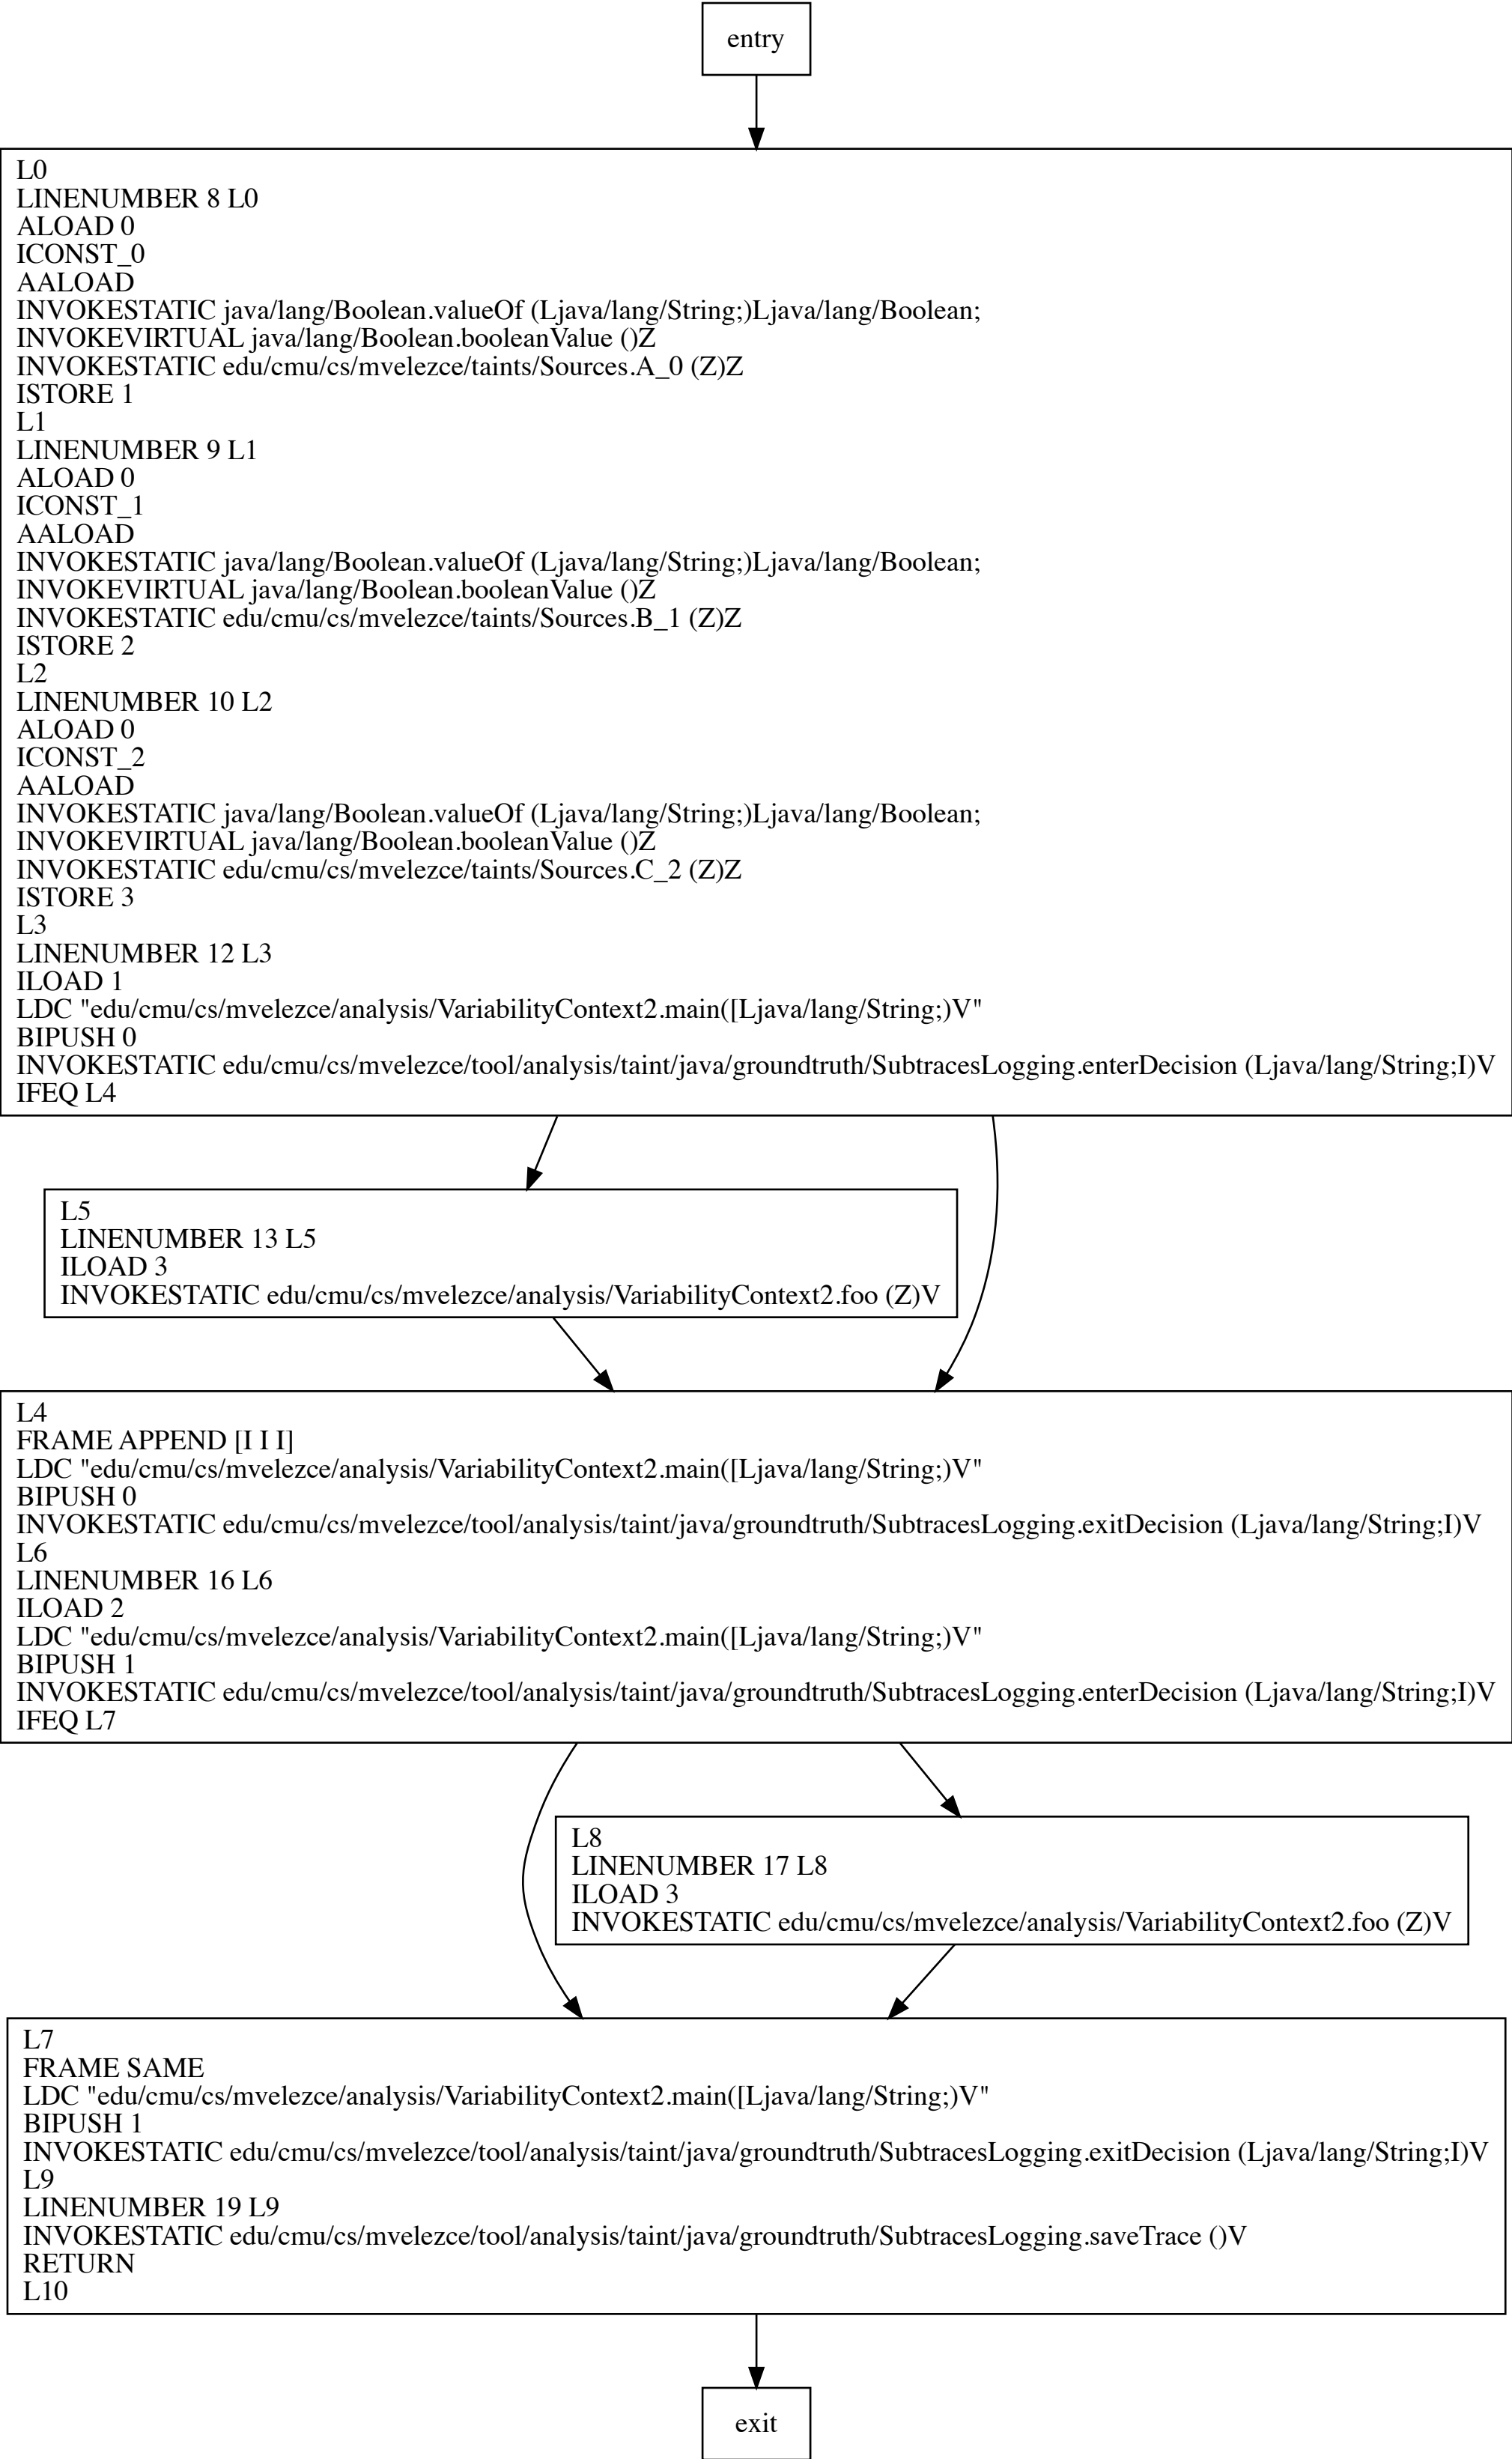 entry
L0
LINENUMBER 8 L0
ALOAD 0
ICONST_0
AALOAD
INVOKESTATIC java/lang/Boolean.valueOf (Ljava/lang/String;)Ljava/lang/Boolean;
INVOKEVIRTUAL java/lang/Boolean.booleanValue ()Z
INVOKESTATIC edu/cmu/cs/mvelezce/taints/Sources.A_0 (Z)Z
ISTORE 1
L1
LINENUMBER 9 L1
ALOAD 0
ICONST_1
AALOAD
INVOKESTATIC java/lang/Boolean.valueOf (Ljava/lang/String;)Ljava/lang/Boolean;
INVOKEVIRTUAL java/lang/Boolean.booleanValue ()Z
INVOKESTATIC edu/cmu/cs/mvelezce/taints/Sources.B_1 (Z)Z
ISTORE 2
L2
LINENUMBER 10 L2
ALOAD 0
ICONST_2
AALOAD
INVOKESTATIC java/lang/Boolean.valueOf (Ljava/lang/String;)Ljava/lang/Boolean;
INVOKEVIRTUAL java/lang/Boolean.booleanValue ()Z
INVOKESTATIC edu/cmu/cs/mvelezce/taints/Sources.C_2 (Z)Z
ISTORE 3
L3
LINENUMBER 12 L3
ILOAD 1
LDC "edu/cmu/cs/mvelezce/analysis/VariabilityContext2.main([Ljava/lang/String;)V"
BIPUSH 0
INVOKESTATIC edu/cmu/cs/mvelezce/tool/analysis/taint/java/groundtruth/SubtracesLogging.enterDecision (Ljava/lang/String;I)V
IFEQ L4
L5
LINENUMBER 13 L5
ILOAD 3
INVOKESTATIC edu/cmu/cs/mvelezce/analysis/VariabilityContext2.foo (Z)V
L4
FRAME APPEND [I I I]
LDC "edu/cmu/cs/mvelezce/analysis/VariabilityContext2.main([Ljava/lang/String;)V"
BIPUSH 0
INVOKESTATIC edu/cmu/cs/mvelezce/tool/analysis/taint/java/groundtruth/SubtracesLogging.exitDecision (Ljava/lang/String;I)V
L6
LINENUMBER 16 L6
ILOAD 2
LDC "edu/cmu/cs/mvelezce/analysis/VariabilityContext2.main([Ljava/lang/String;)V"
BIPUSH 1
INVOKESTATIC edu/cmu/cs/mvelezce/tool/analysis/taint/java/groundtruth/SubtracesLogging.enterDecision (Ljava/lang/String;I)V
IFEQ L7
L8
LINENUMBER 17 L8
ILOAD 3
INVOKESTATIC edu/cmu/cs/mvelezce/analysis/VariabilityContext2.foo (Z)V
L7
FRAME SAME
LDC "edu/cmu/cs/mvelezce/analysis/VariabilityContext2.main([Ljava/lang/String;)V"
BIPUSH 1
INVOKESTATIC edu/cmu/cs/mvelezce/tool/analysis/taint/java/groundtruth/SubtracesLogging.exitDecision (Ljava/lang/String;I)V
L9
LINENUMBER 19 L9
INVOKESTATIC edu/cmu/cs/mvelezce/tool/analysis/taint/java/groundtruth/SubtracesLogging.saveTrace ()V
RETURN
L10
exit